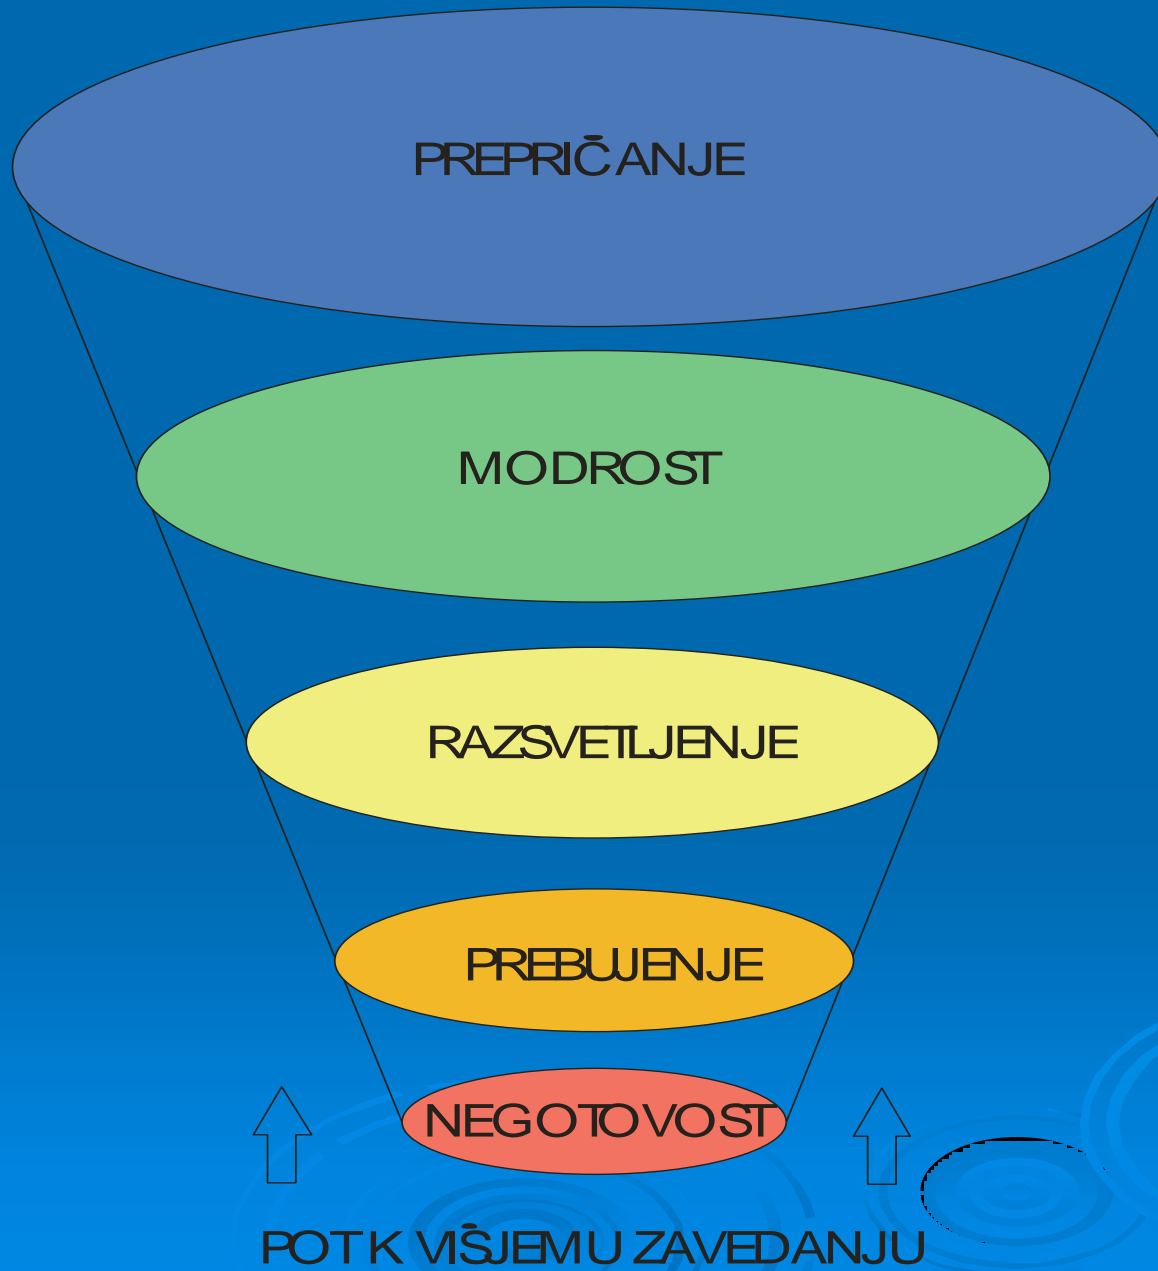 PREPRIČANJE
MODROST
RAZSVETLJENJE
PREBUJENJE
NEGOTOVOST
POT K VIŠJEMU ZAVEDANJU